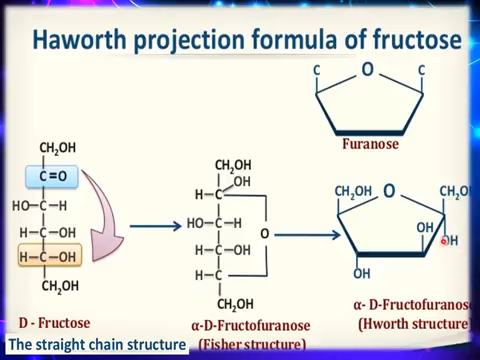 Haworth projection formula of fructose
C O C
Furanose
CH₂OH
C=O
HO-C-H
H-C-OH
H-C-OH
CH₂OH
D - Fructose
The straight chain structure
CH₂OH
OH
H-C
HO-C-H
O
H-C-OH
H-C
CH₂OH
α-D-Fructofuranose
(Fisher structure)
CH₂OH O CH₂O
OH
OH
OH
α- D-Fructofuranose
(Hworth structure)